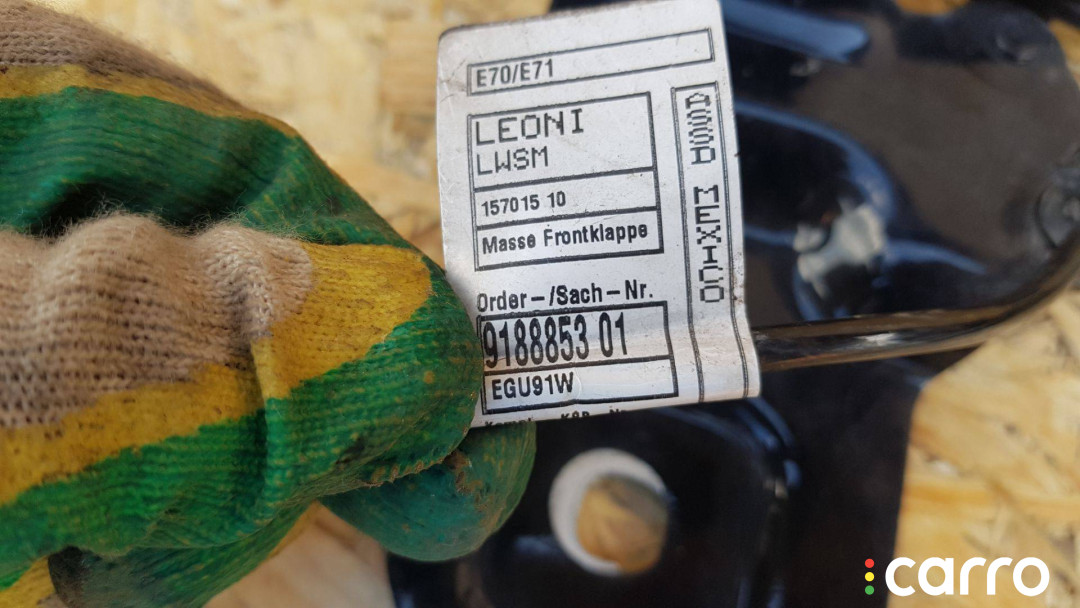 E70/E71
LEONI
LWSM
157015 10
Masse Frontklappe
ASSD MEXICO
Order-/Sach-Nr.
9188853 01
EGU91W
carro